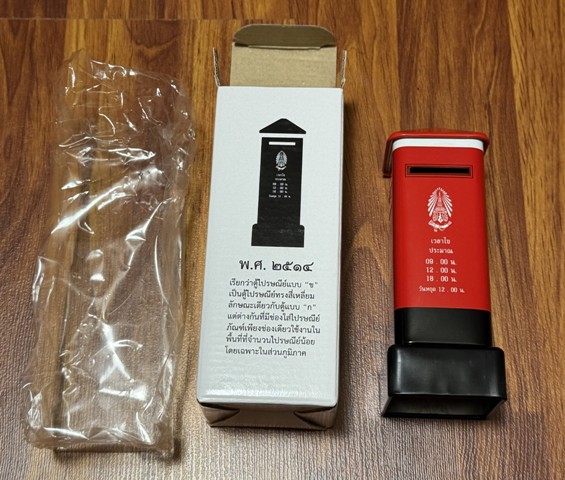 พ.ศ. ๒๕๑๔
เรียกว่าตู้ไปรษณีย์แบบ "ข"
เป็นตู้ไปรษณีย์ทรงสี่เหลี่ยม
ลักษณะเดียวกับตู้แบบ "ก"
แต่ต่างกันที่มีช่องใส่ไปรษณีย์
ภัณฑ์เพียงช่องเดียวใช้งานใน
พื้นที่ที่จำนวนไปรษณีย์น้อย
โดยเฉพาะในส่วนภูมิภาค
เวลาไข
ประมาณ
09 . 00 น.
12 . 00 น.
18 . 00 น.
วันหยุด 12 . 00 น.